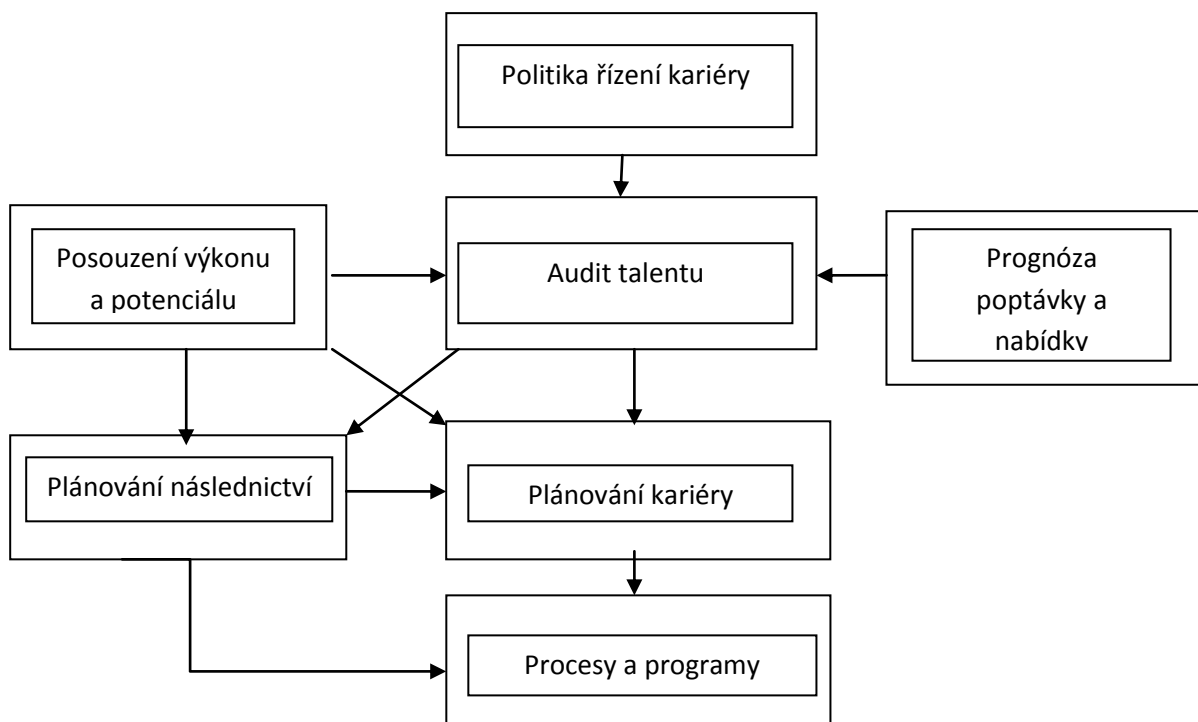 Politika řízení kariéry
Posouzení výkonu
a potenciálu
Audit talentu
Prognóza
poptávky a
nabídky
Plánování následnictví
Plánování kariéry
Procesy a programy